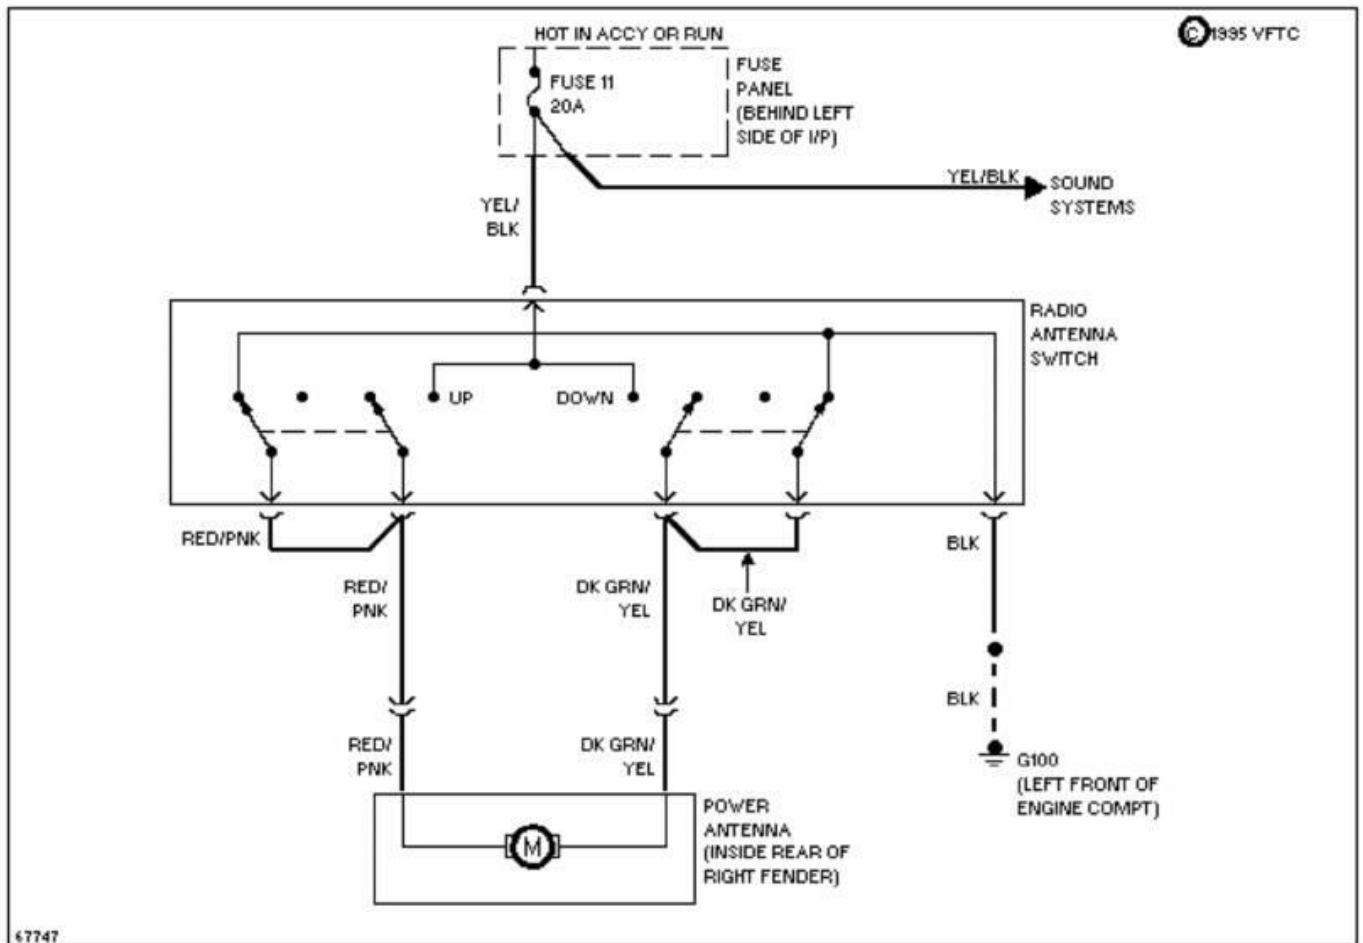 HOT IN ACCY OR RUN
© 1995 VFTC
FUSE 11
20A
FUSE
PANEL
(BEHIND LEFT
SIDE OF I/P)
YEL/BLK
SOUND
SYSTEMS
YEL/
BLK
RADIO
ANTENNA
SWITCH
UP
DOWN
RED/PNK
RED/
PNK
DK GRN/
YEL
DK GRN/
YEL
BLK
BLK
RED/
PNK
DK GRN/
YEL
G100
(LEFT FRONT OF
ENGINE COMPT)
POWER
ANTENNA
(INSIDE REAR OF
RIGHT FENDER)
M
67747